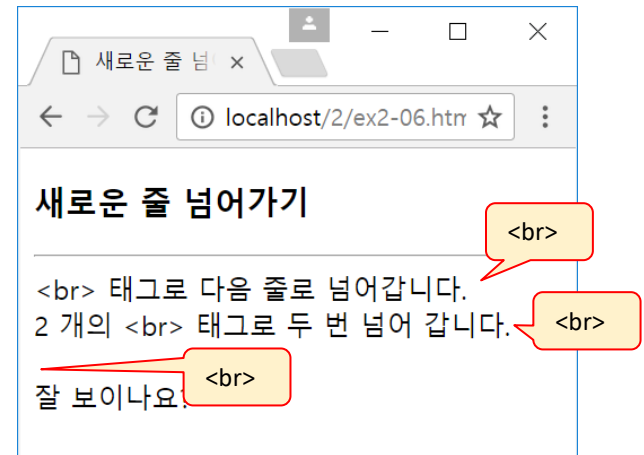 새로운 줄 넘
localhost/2/ex2-06.htm
새로운 줄 넘어가기
<br>
<br> 태그로 다음 줄로 넘어갑니다.
2 개의 <br> 태그로 두 번 넘어 갑니다.
<br>
<br>
잘 보이나요?